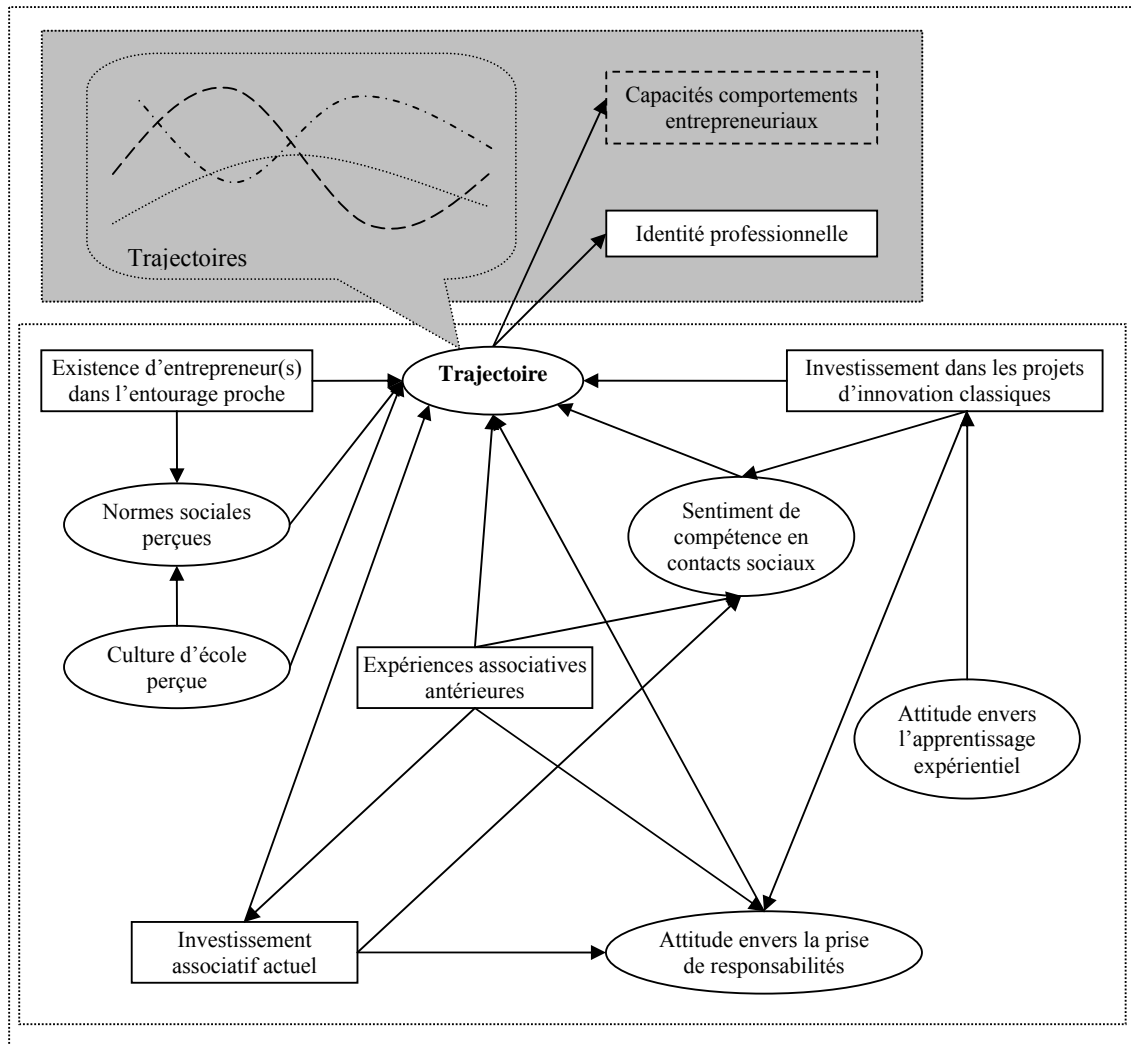 Capacités comportements
entrepreneuriaux
Identité professionnelle
Trajectoires
Existence d’entrepreneur(s)
dans l’entourage proche
Trajectoire
Investissement dans les projets
d’innovation classiques
Normes sociales
perçues
Sentiment de
compétence en
contacts sociaux
Culture d’école
perçue
Expériences associatives
antérieures
Attitude envers
l’apprentissage
expérientiel
Investissement
associatif actuel
Attitude envers la prise
de responsabilités